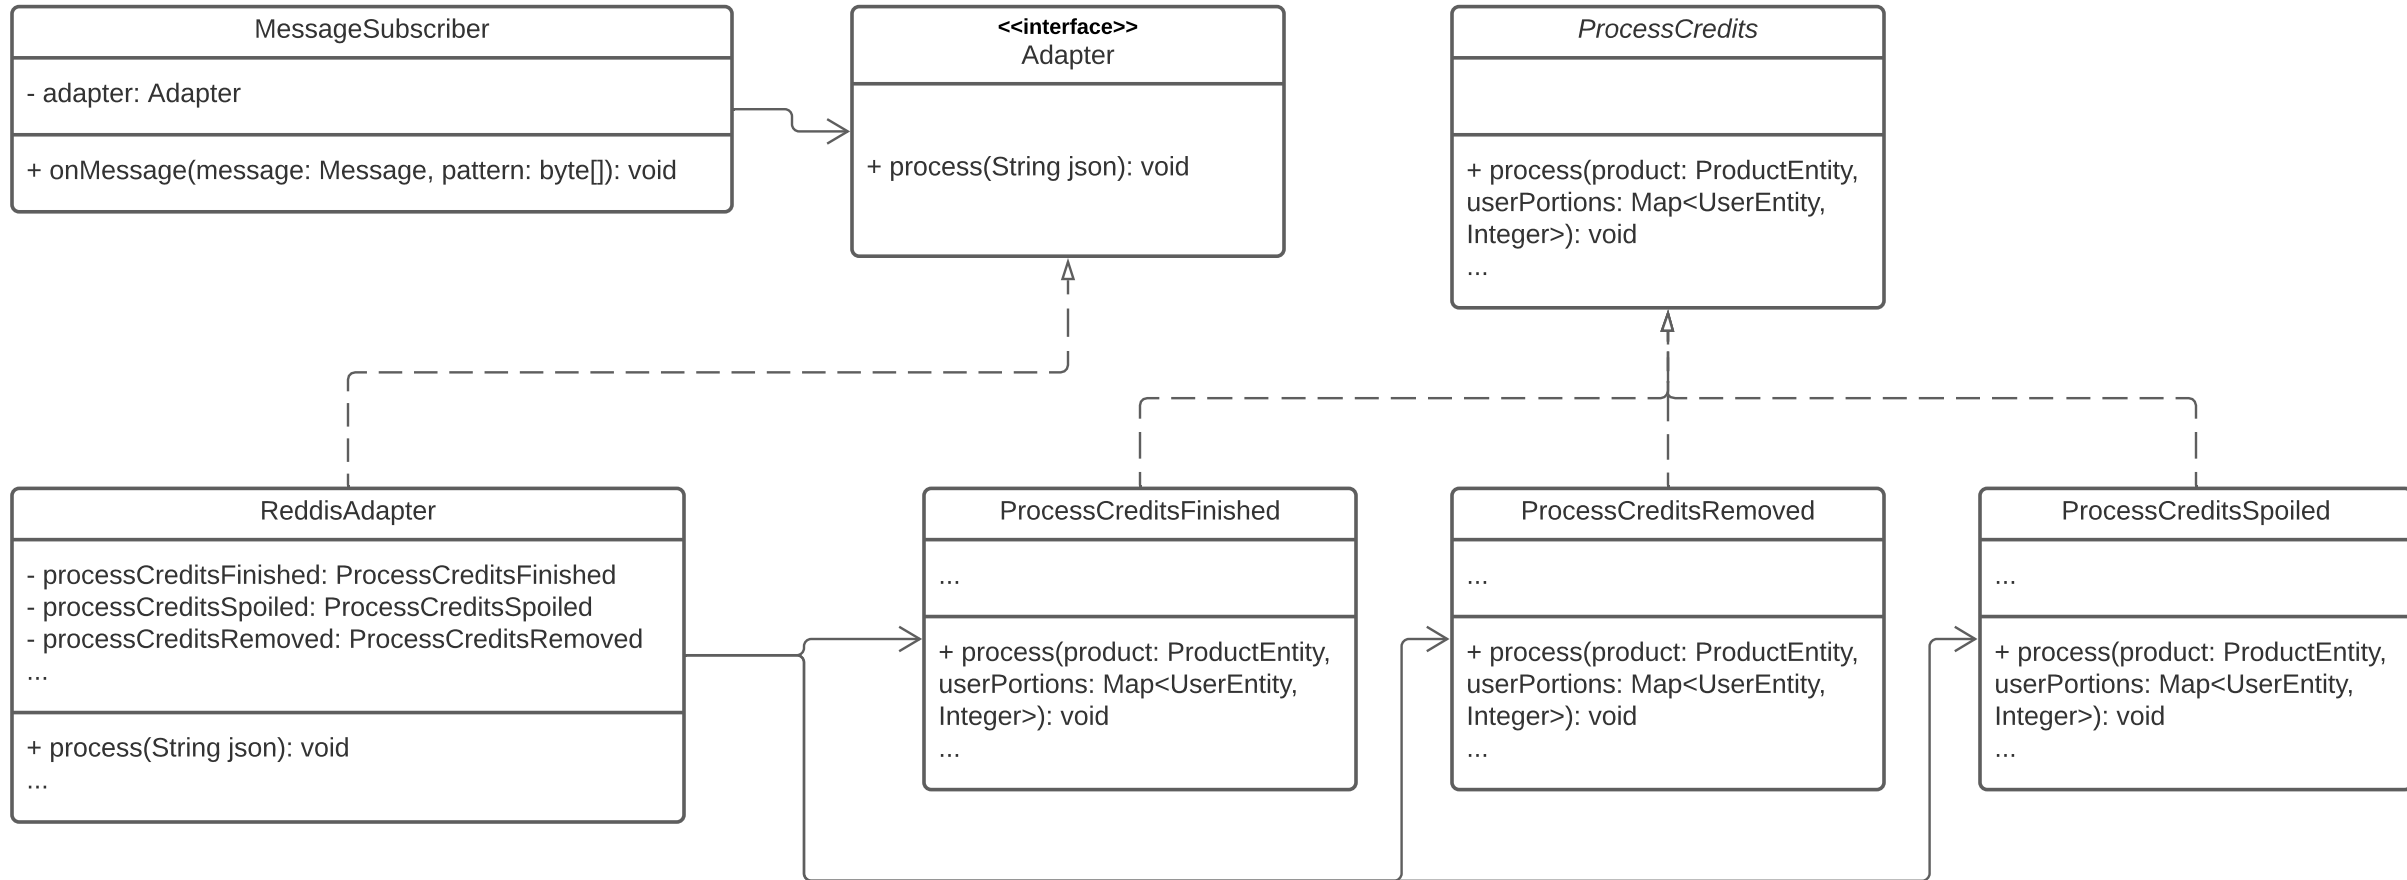 MessageSubscriber
- adapter: Adapter
+ onMessage(message: Message, pattern: byte[]): void
<<interface>>
Adapter
+ process(String json): void
ProcessCredits
+ process(product: ProductEntity,
userPortions: Map<UserEntity,
Integer>): void
...
ReddisAdapter
- processCreditsFinished: ProcessCreditsFinished
- processCreditsSpoiled: ProcessCreditsSpoiled
- processCreditsRemoved: ProcessCreditsRemoved
...
+ process(String json): void
...
ProcessCreditsFinished
...
+ process(product: ProductEntity,
userPortions: Map<UserEntity,
Integer>): void
...
ProcessCreditsRemoved
...
+ process(product: ProductEntity,
userPortions: Map<UserEntity,
Integer>): void
...
ProcessCreditsSpoiled
...
+ process(product: ProductEntity,
userPortions: Map<UserEntity,
Integer>): void
...